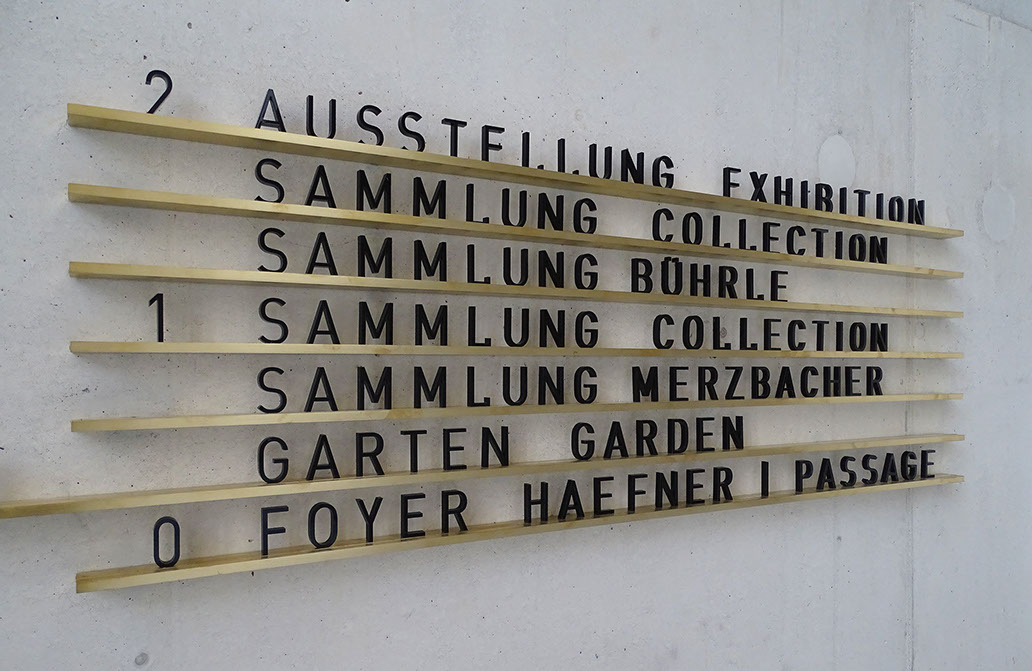 2 AUSSTELLUNG EXHIBITION
SAMMLUNG COLLECTION
SAMMLUNG BÜHRLE
1 SAMMLUNG COLLECTION
SAMMLUNG MERZBACHER
GARTEN GARDEN
0 FOYER HAEFNER | PASSAGE